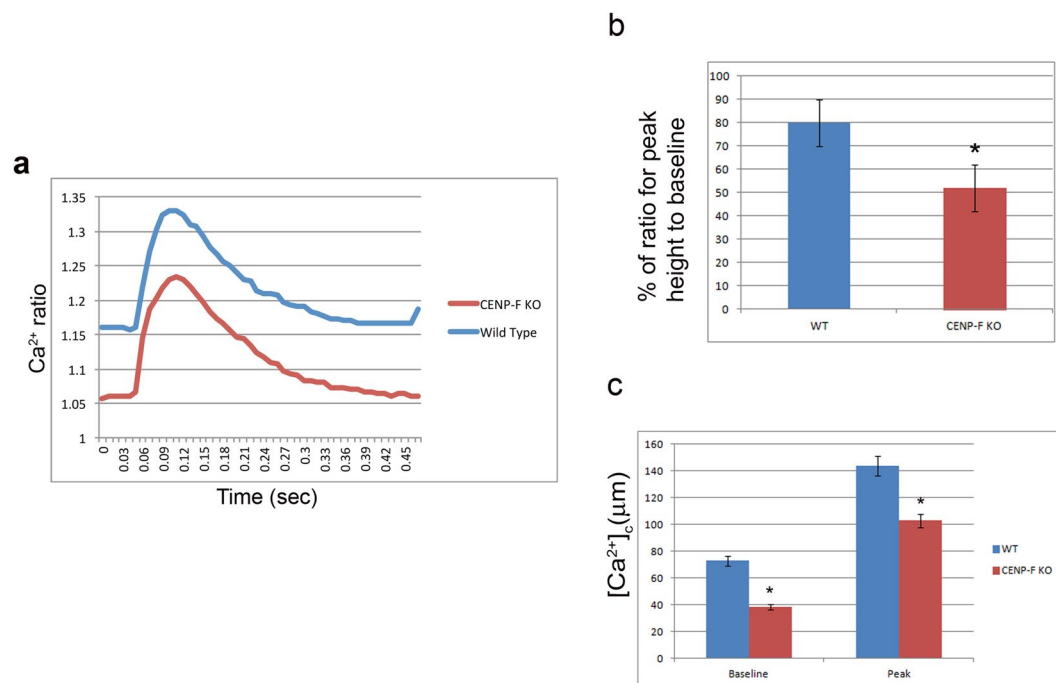 a
1.35
1.3
1.25
1.2
1.15
1.1
1.05
1
Ca²⁺ ratio
0 0.03 0.06 0.09 0.12 0.15 0.18 0.21 0.24 0.27 0.3 0.33 0.36 0.39 0.42 0.45
Time (sec)
CENP-F KO
Wild Type
b
% of ratio for peak
height to baseline
100
90
80
70
60
50
40
30
20
10
0
*
WT CENP-F KO
c
[Ca²⁺]c(μm)
160
140
120
100
80
60
40
20
0
*
*
Baseline Peak
WT
CENP-F KO